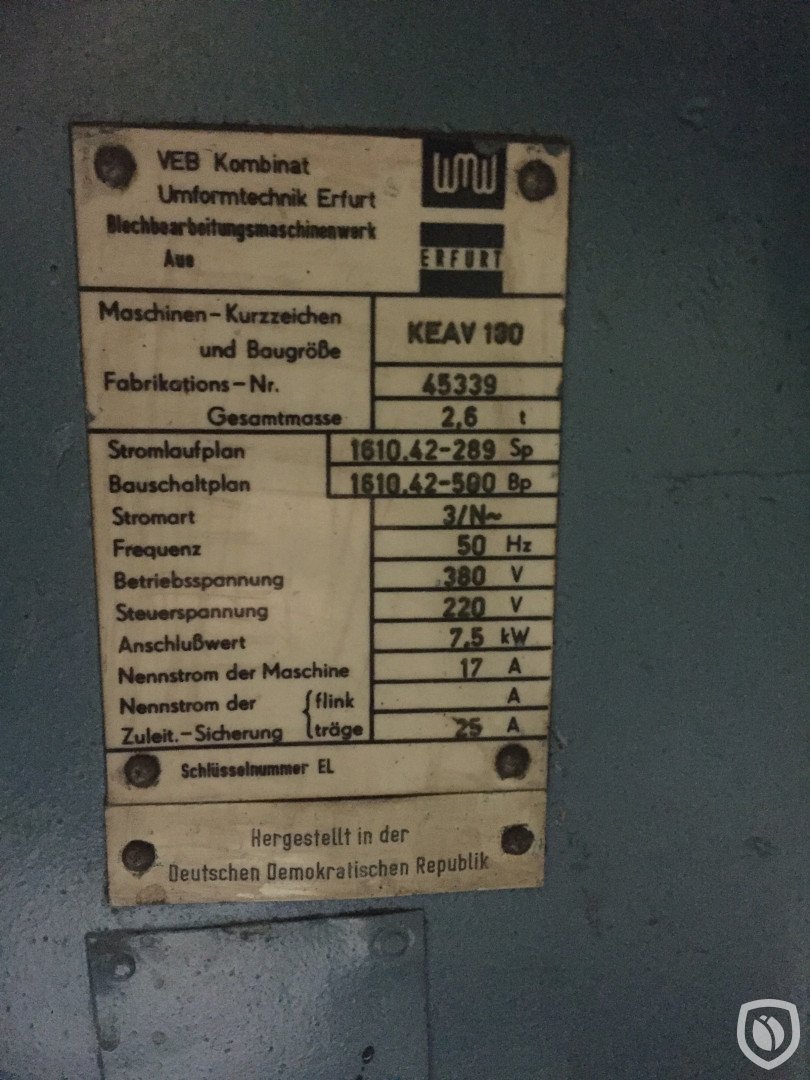 VEB Kombinat
Umformtechnik Erfurt
Blechbearbeitungsmaschinenwerk
Aue
WMW
ERFURT
Maschinen-Kurzzeichen
und Baugröße KEAV 130
Fabrikations-Nr. 45339
Gesamtmasse 2,6 t
Stromlaufplan 1610.42-289 Sp
Bauschaltplan 1610.42-500 Bp
Stromart 3/N~
Frequenz 50 Hz
Betriebsspannung 380 V
Steuerspannung 220 V
Anschlußwert 7,5 kW
Nennstrom der Maschine 17 A
Nennstrom der flink A
Zuleit.-Sicherung träge 25 A
Schlüsselnummer EL
Hergestellt in der
Deutschen Demokratischen Republik